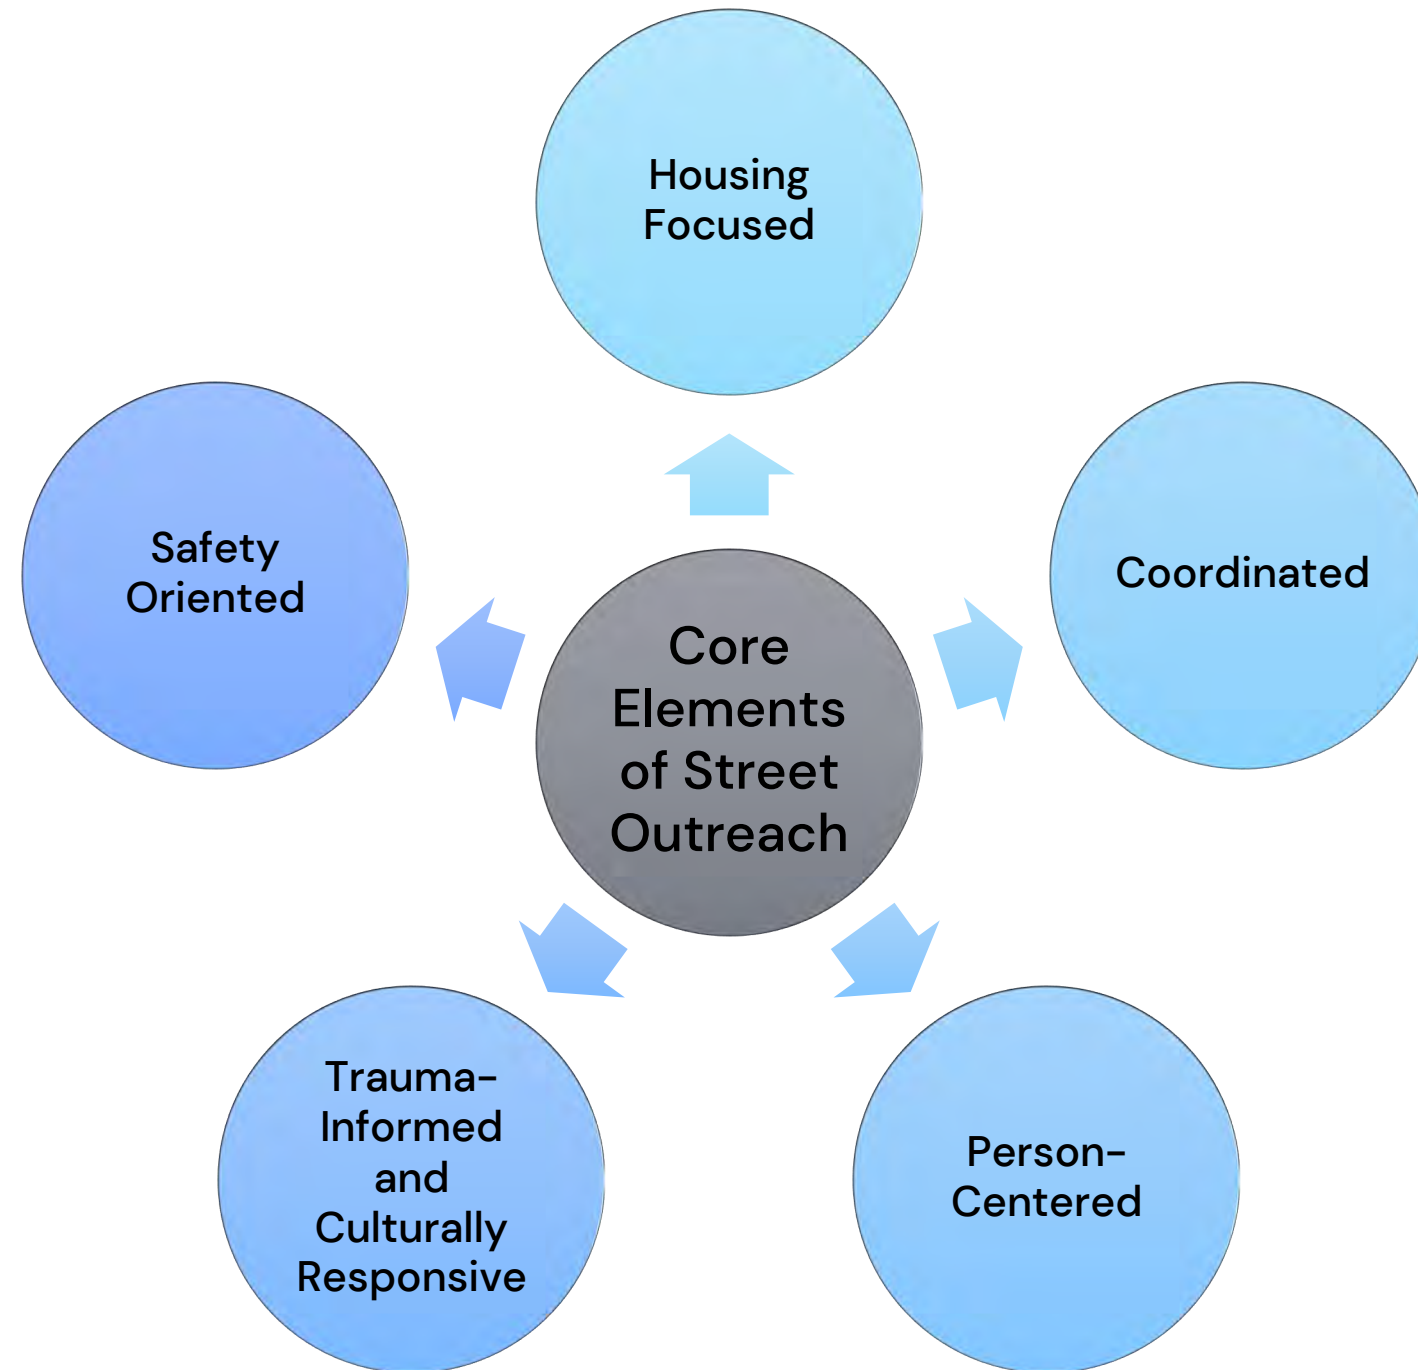 Housing
Focused
Safety
Oriented
Coordinated
Core
Elements
of Street
Outreach
Trauma-
Informed
and
Culturally
Responsive
Person-
Centered